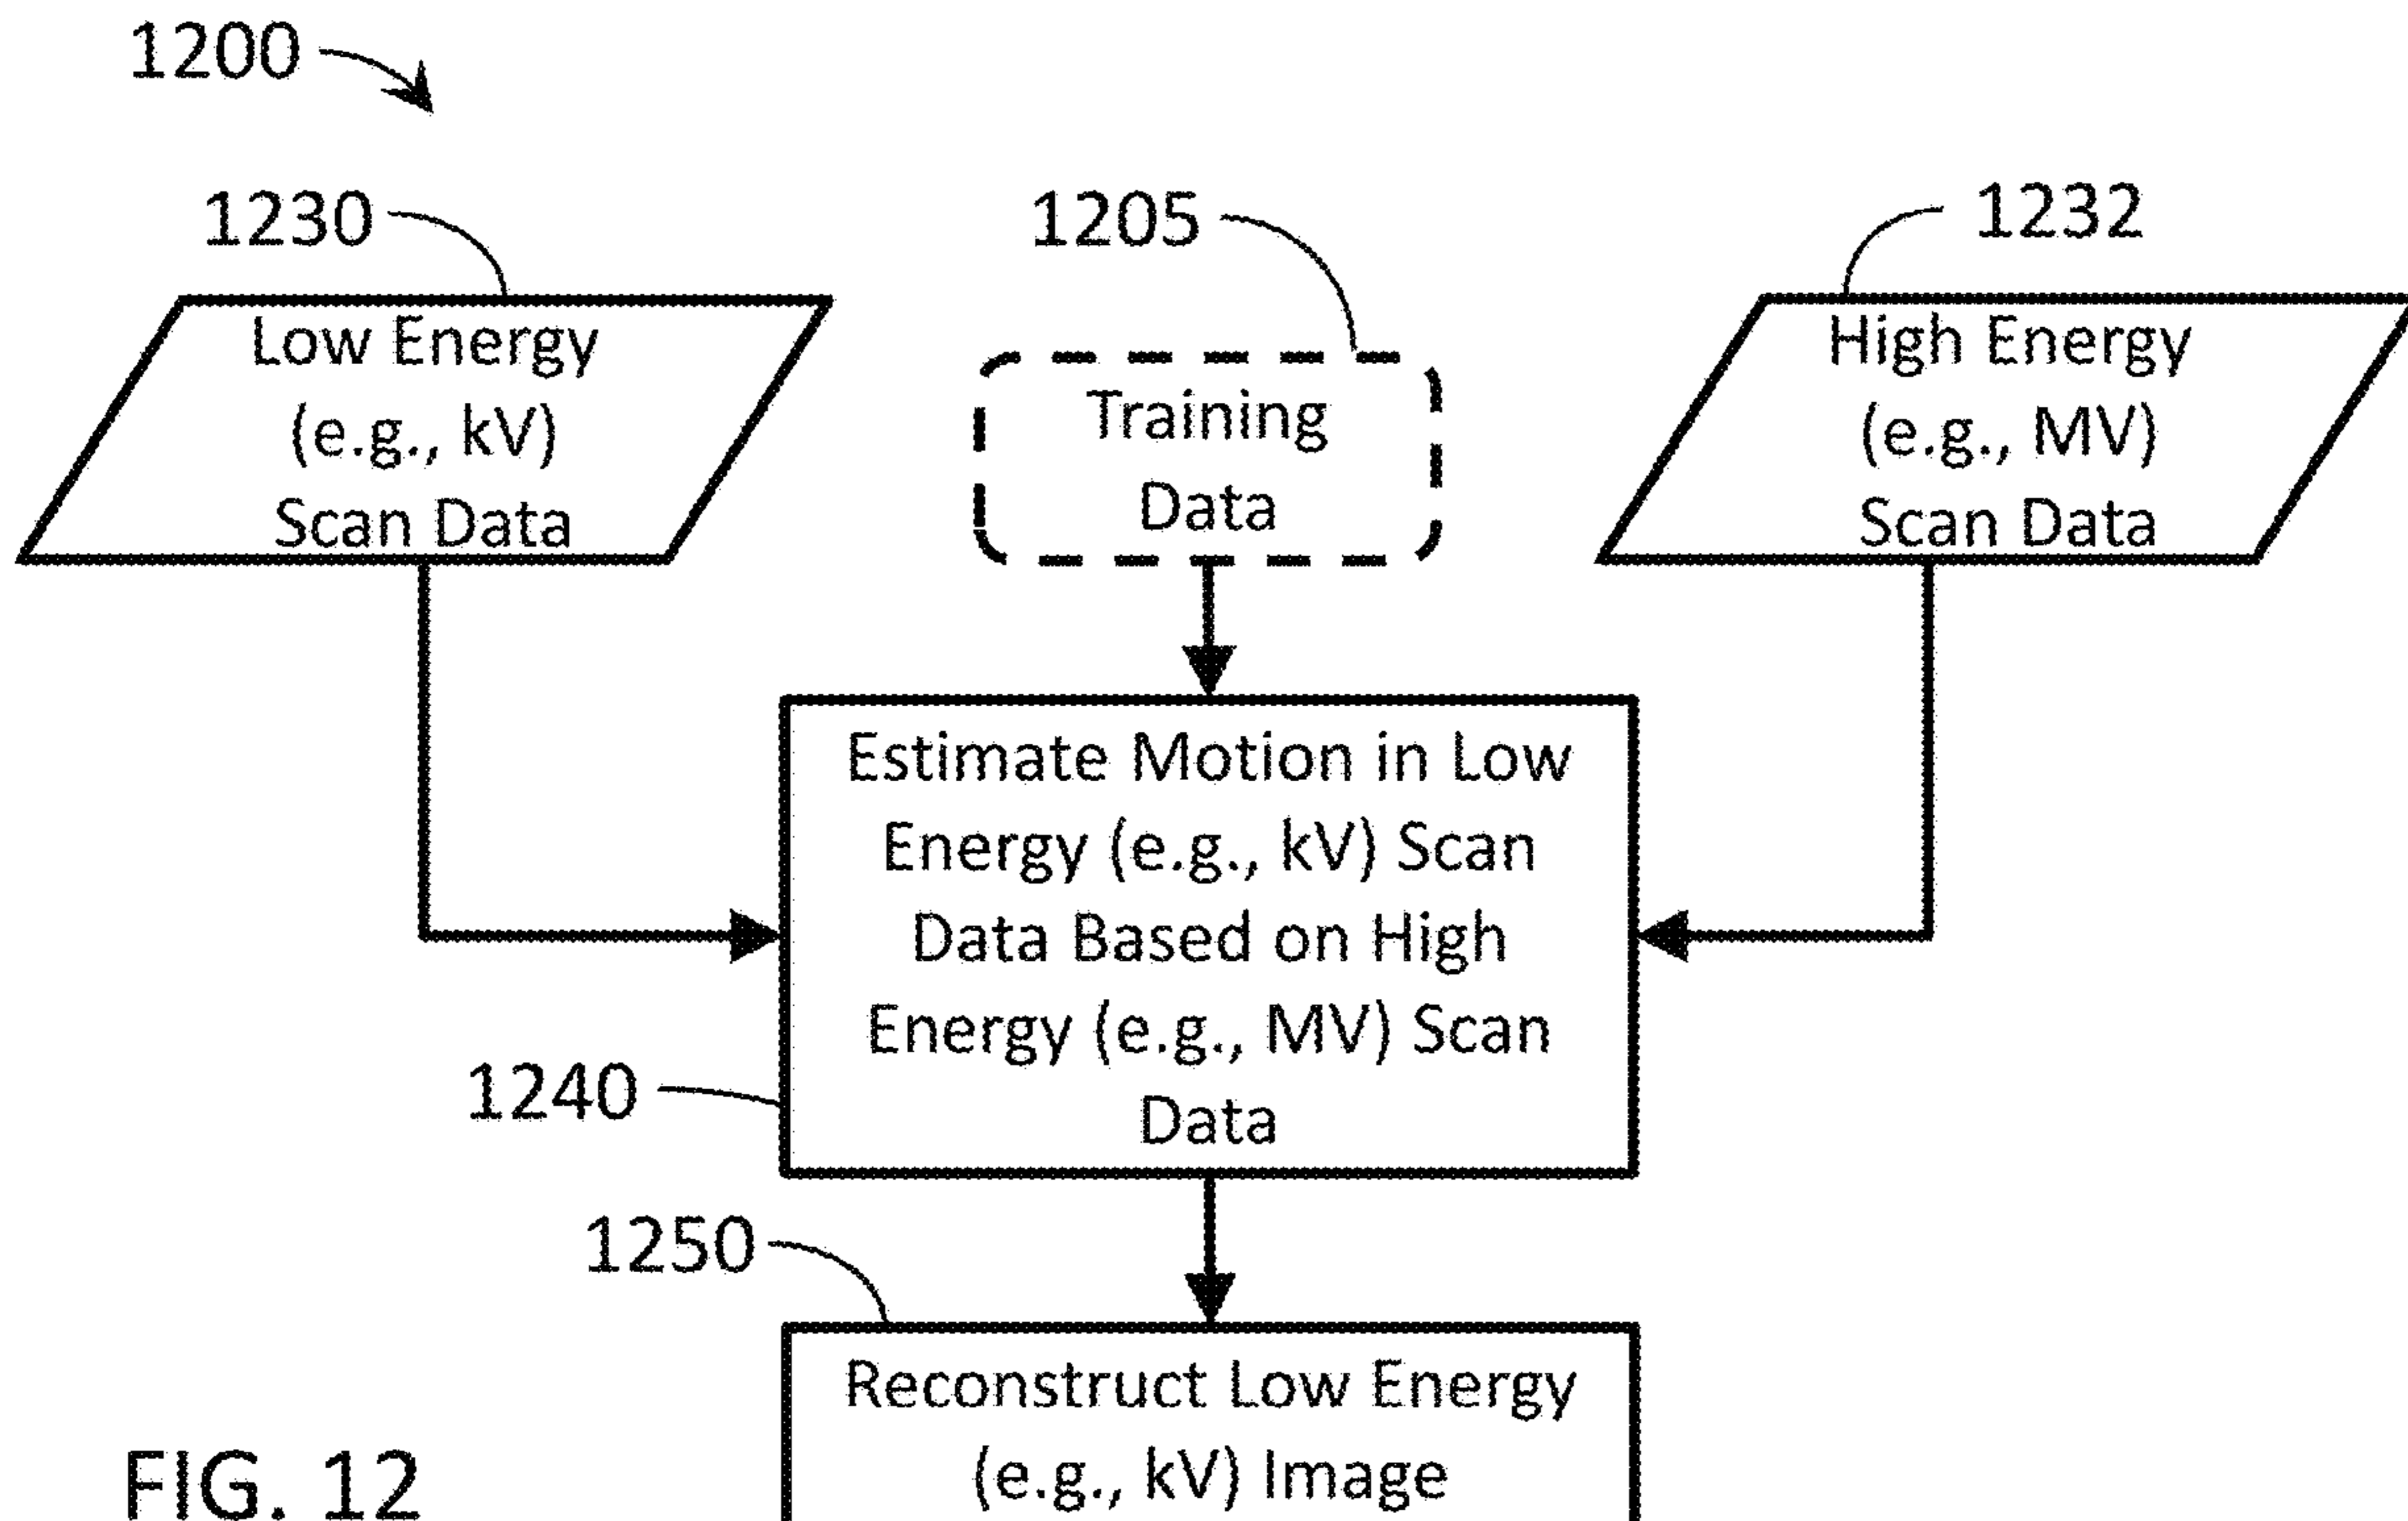 1200
1230
1205
1232
Low Energy
(e.g., kV)
Scan Data
Training
Data
High Energy
(e.g., MV)
Scan Data
Estimate Motion in Low
Energy (e.g., kV) Scan
Data Based on High
Energy (e.g., MV) Scan
Data
1240
1250
Reconstruct Low Energy
(e.g., kV) Image
FIG. 12